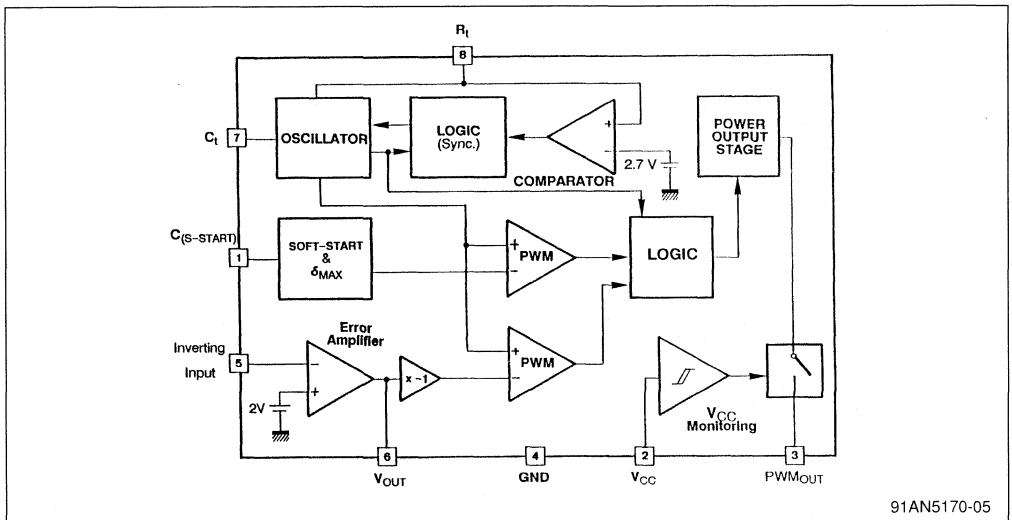 Rt
8
Ct
7
OSCILLATOR
LOGIC
(Sync.)
+
−
COMPARATOR
2.7 V
POWER
OUTPUT
STAGE
C(S-START)
1
SOFT-START
&
δMAX
+
−
PWM
LOGIC
Inverting
Input
5
Error
Amplifier
−
+
2V
x -1
+
−
PWM
VCC
Monitoring
6
VOUT
4
GND
2
VCC
3
PWMOUT
91AN5170-05